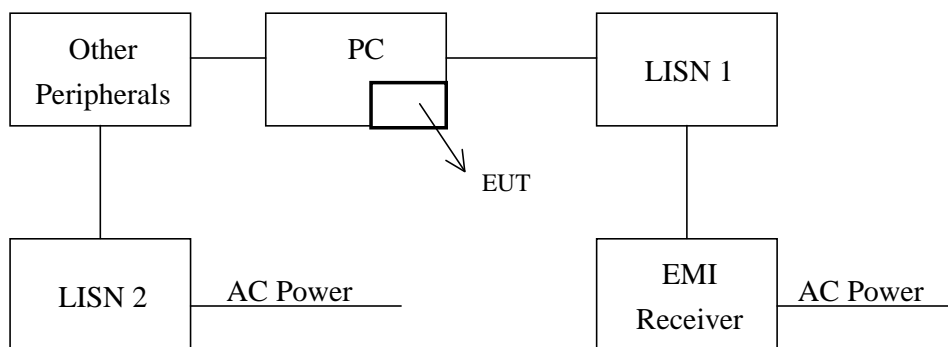 Other
Peripherals
PC
LISN 1
EUT
LISN 2
AC Power
EMI
Receiver
AC Power